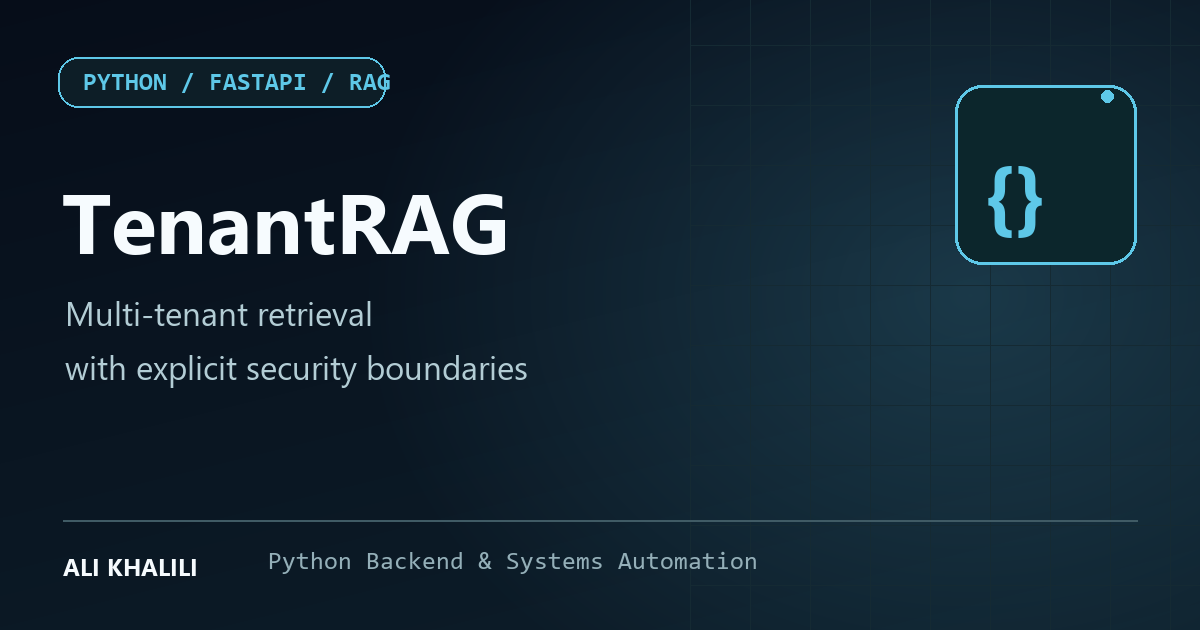 PYTHON / FASTAPI / RAG
{}
TenantRAG
Multi-tenant retrieval
with explicit security boundaries
ALI KHALILI
Python Backend & Systems Automation